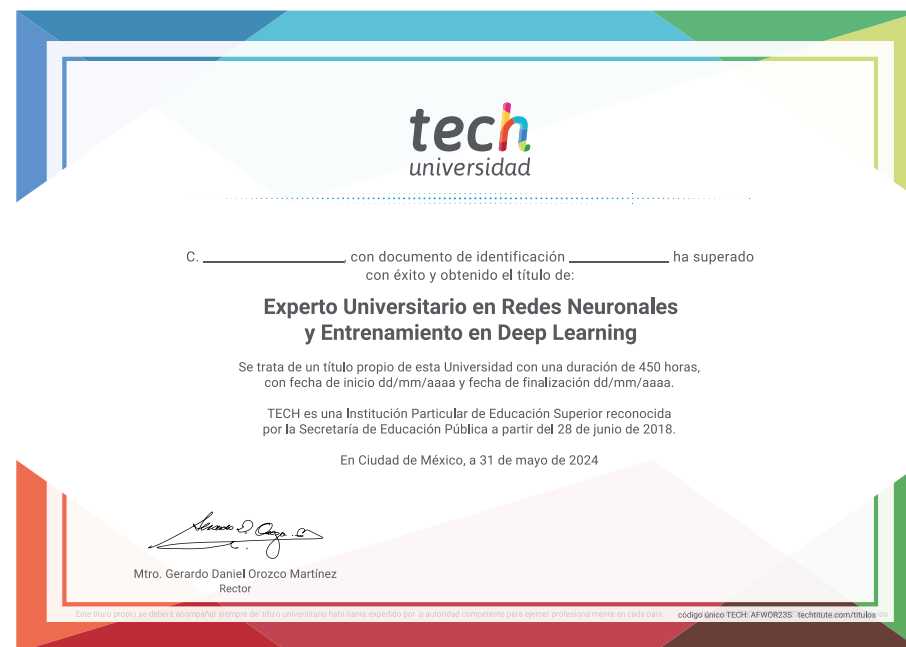 tech
universidad
C. ____________, con documento de identificación ____________ ha superado
con éxito y obtenido el título de:
Experto Universitario en Redes Neuronales
y Entrenamiento en Deep Learning
Se trata de un título propio de esta Universidad con una duración de 450 horas,
con fecha de inicio dd/mm/aaaa y fecha de finalización dd/mm/aaaa.
TECH es una Institución Particular de Educación Superior reconocida
por la Secretaría de Educación Pública a partir del 28 de junio de 2018.
En Ciudad de México, a 31 de mayo de 2024
Mtro. Gerardo Daniel Orozco Martínez
Rector
Este título propio se deberá acompañar siempre del título universitario habilitante expedido por la autoridad competente para ejercer profesionalmente en cada país. código único TECH: AFWOR23S techtitute.com/titulos